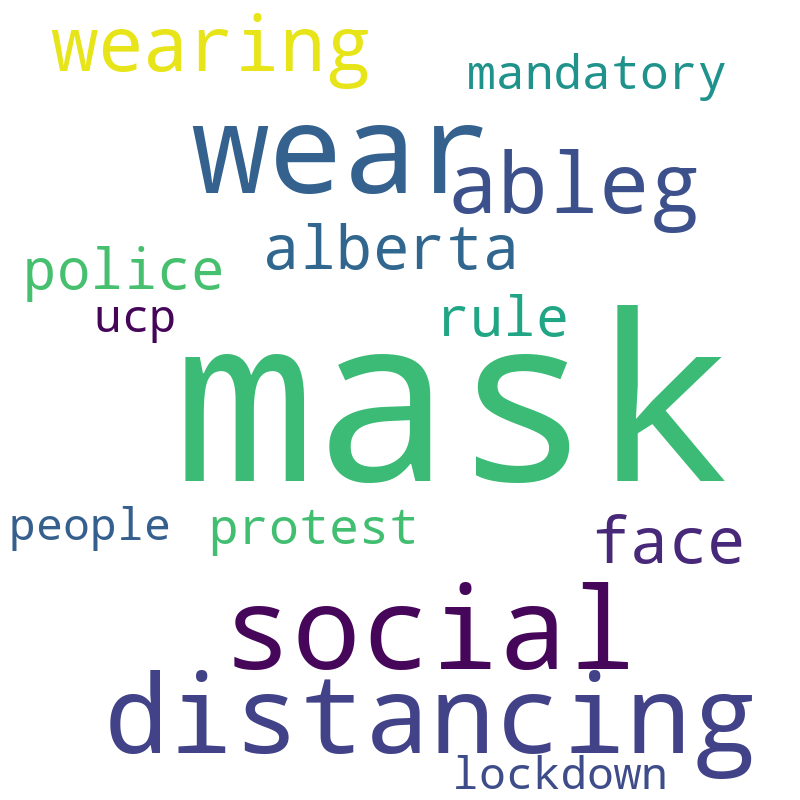 wearing
mandatory
wear
ableg
alberta
police
ucp
rule
mask
people
protest
face
social
distancing
lockdown